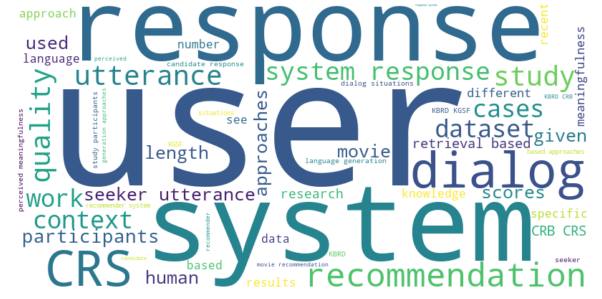 response
approach
number
recent
used
language
perceived
candidate response
utterance
system response
study
dialog situations
different
meaningfulness
quality
study participants
generation approaches
user
approaches
see
KBRD CRB
KBRD KGSF
cases
dataset
given
length
movie
retrieval based
based approaches
situations
KGSF
language generation
dialog
perceived meaningfulness
work
seeker utterance
research
knowledge
scores
recommender system
context
system
specific
participants
data
CRB CRS
recommender
CRS
human
based
KBRD
movie recommendation
results
recommendation
seeker